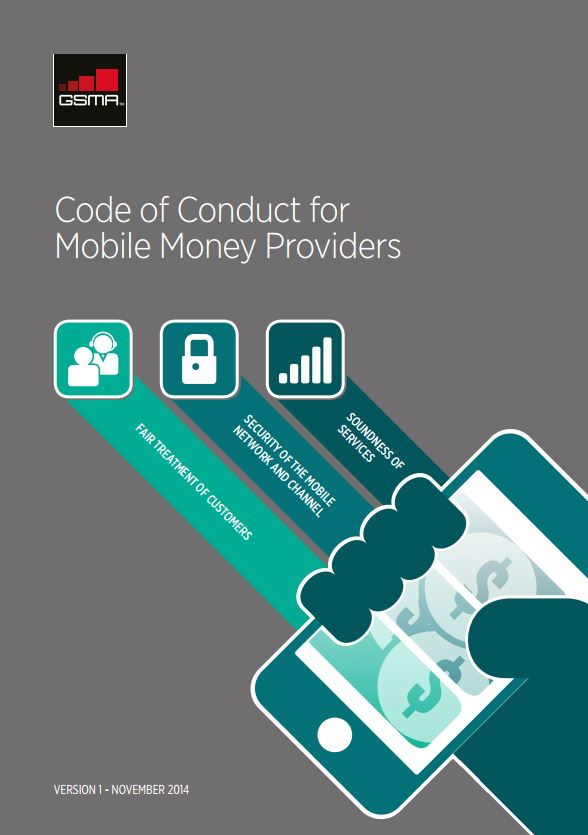 GSMA™
Code of Conduct for
Mobile Money Providers
FAIR TREATMENT OF CUSTOMERS
SECURITY OF THE MOBILE
NETWORK AND CHANNEL
SOUNDNESS OF
SERVICES
$
$
$
VERSION 1 - NOVEMBER 2014